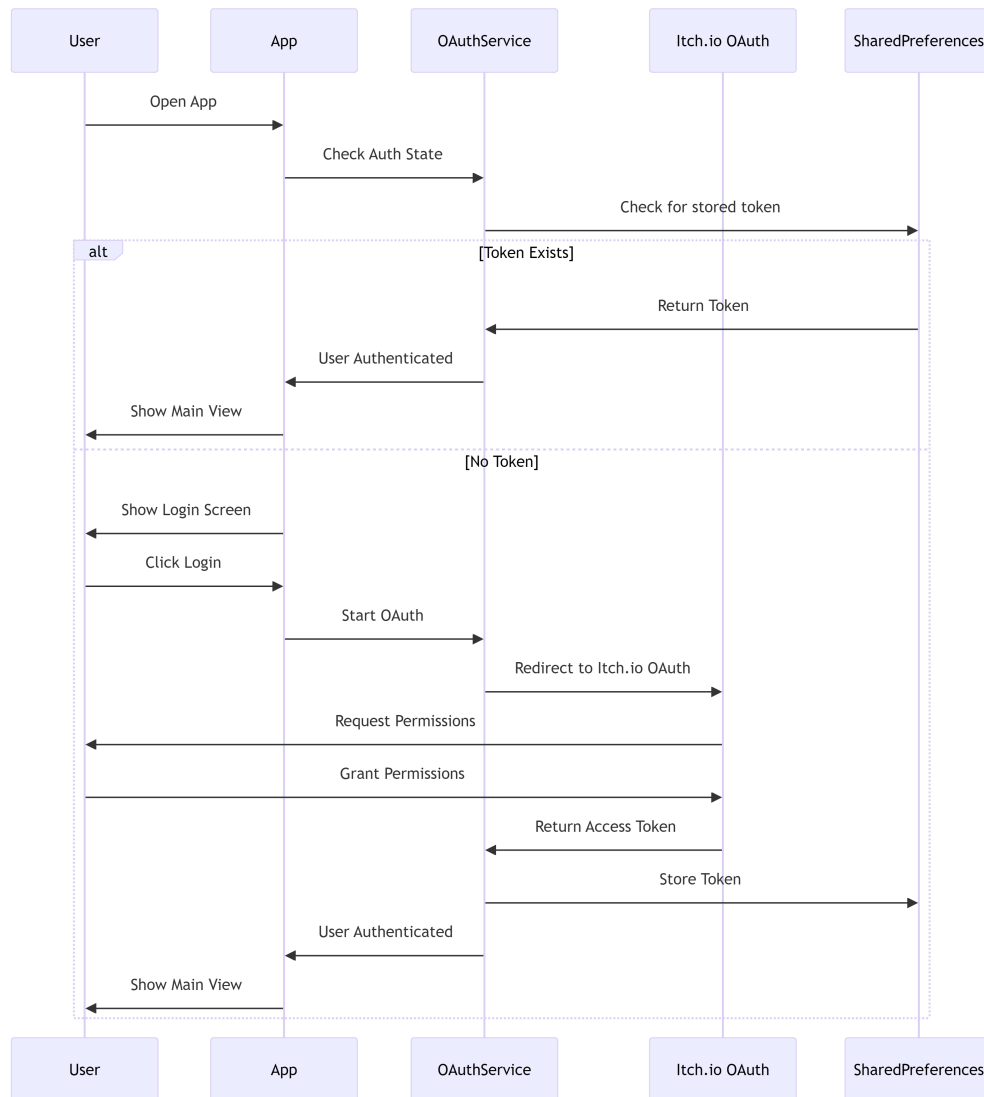 User
App
OAuthService
Itch.io OAuth
SharedPreferences
Open App
Check Auth State
Check for stored token
alt
[Token Exists]
Return Token
User Authenticated
Show Main View
[No Token]
Show Login Screen
Click Login
Start OAuth
Redirect to Itch.io OAuth
Request Permissions
Grant Permissions
Return Access Token
Store Token
User Authenticated
Show Main View
User
App
OAuthService
Itch.io OAuth
SharedPreferences